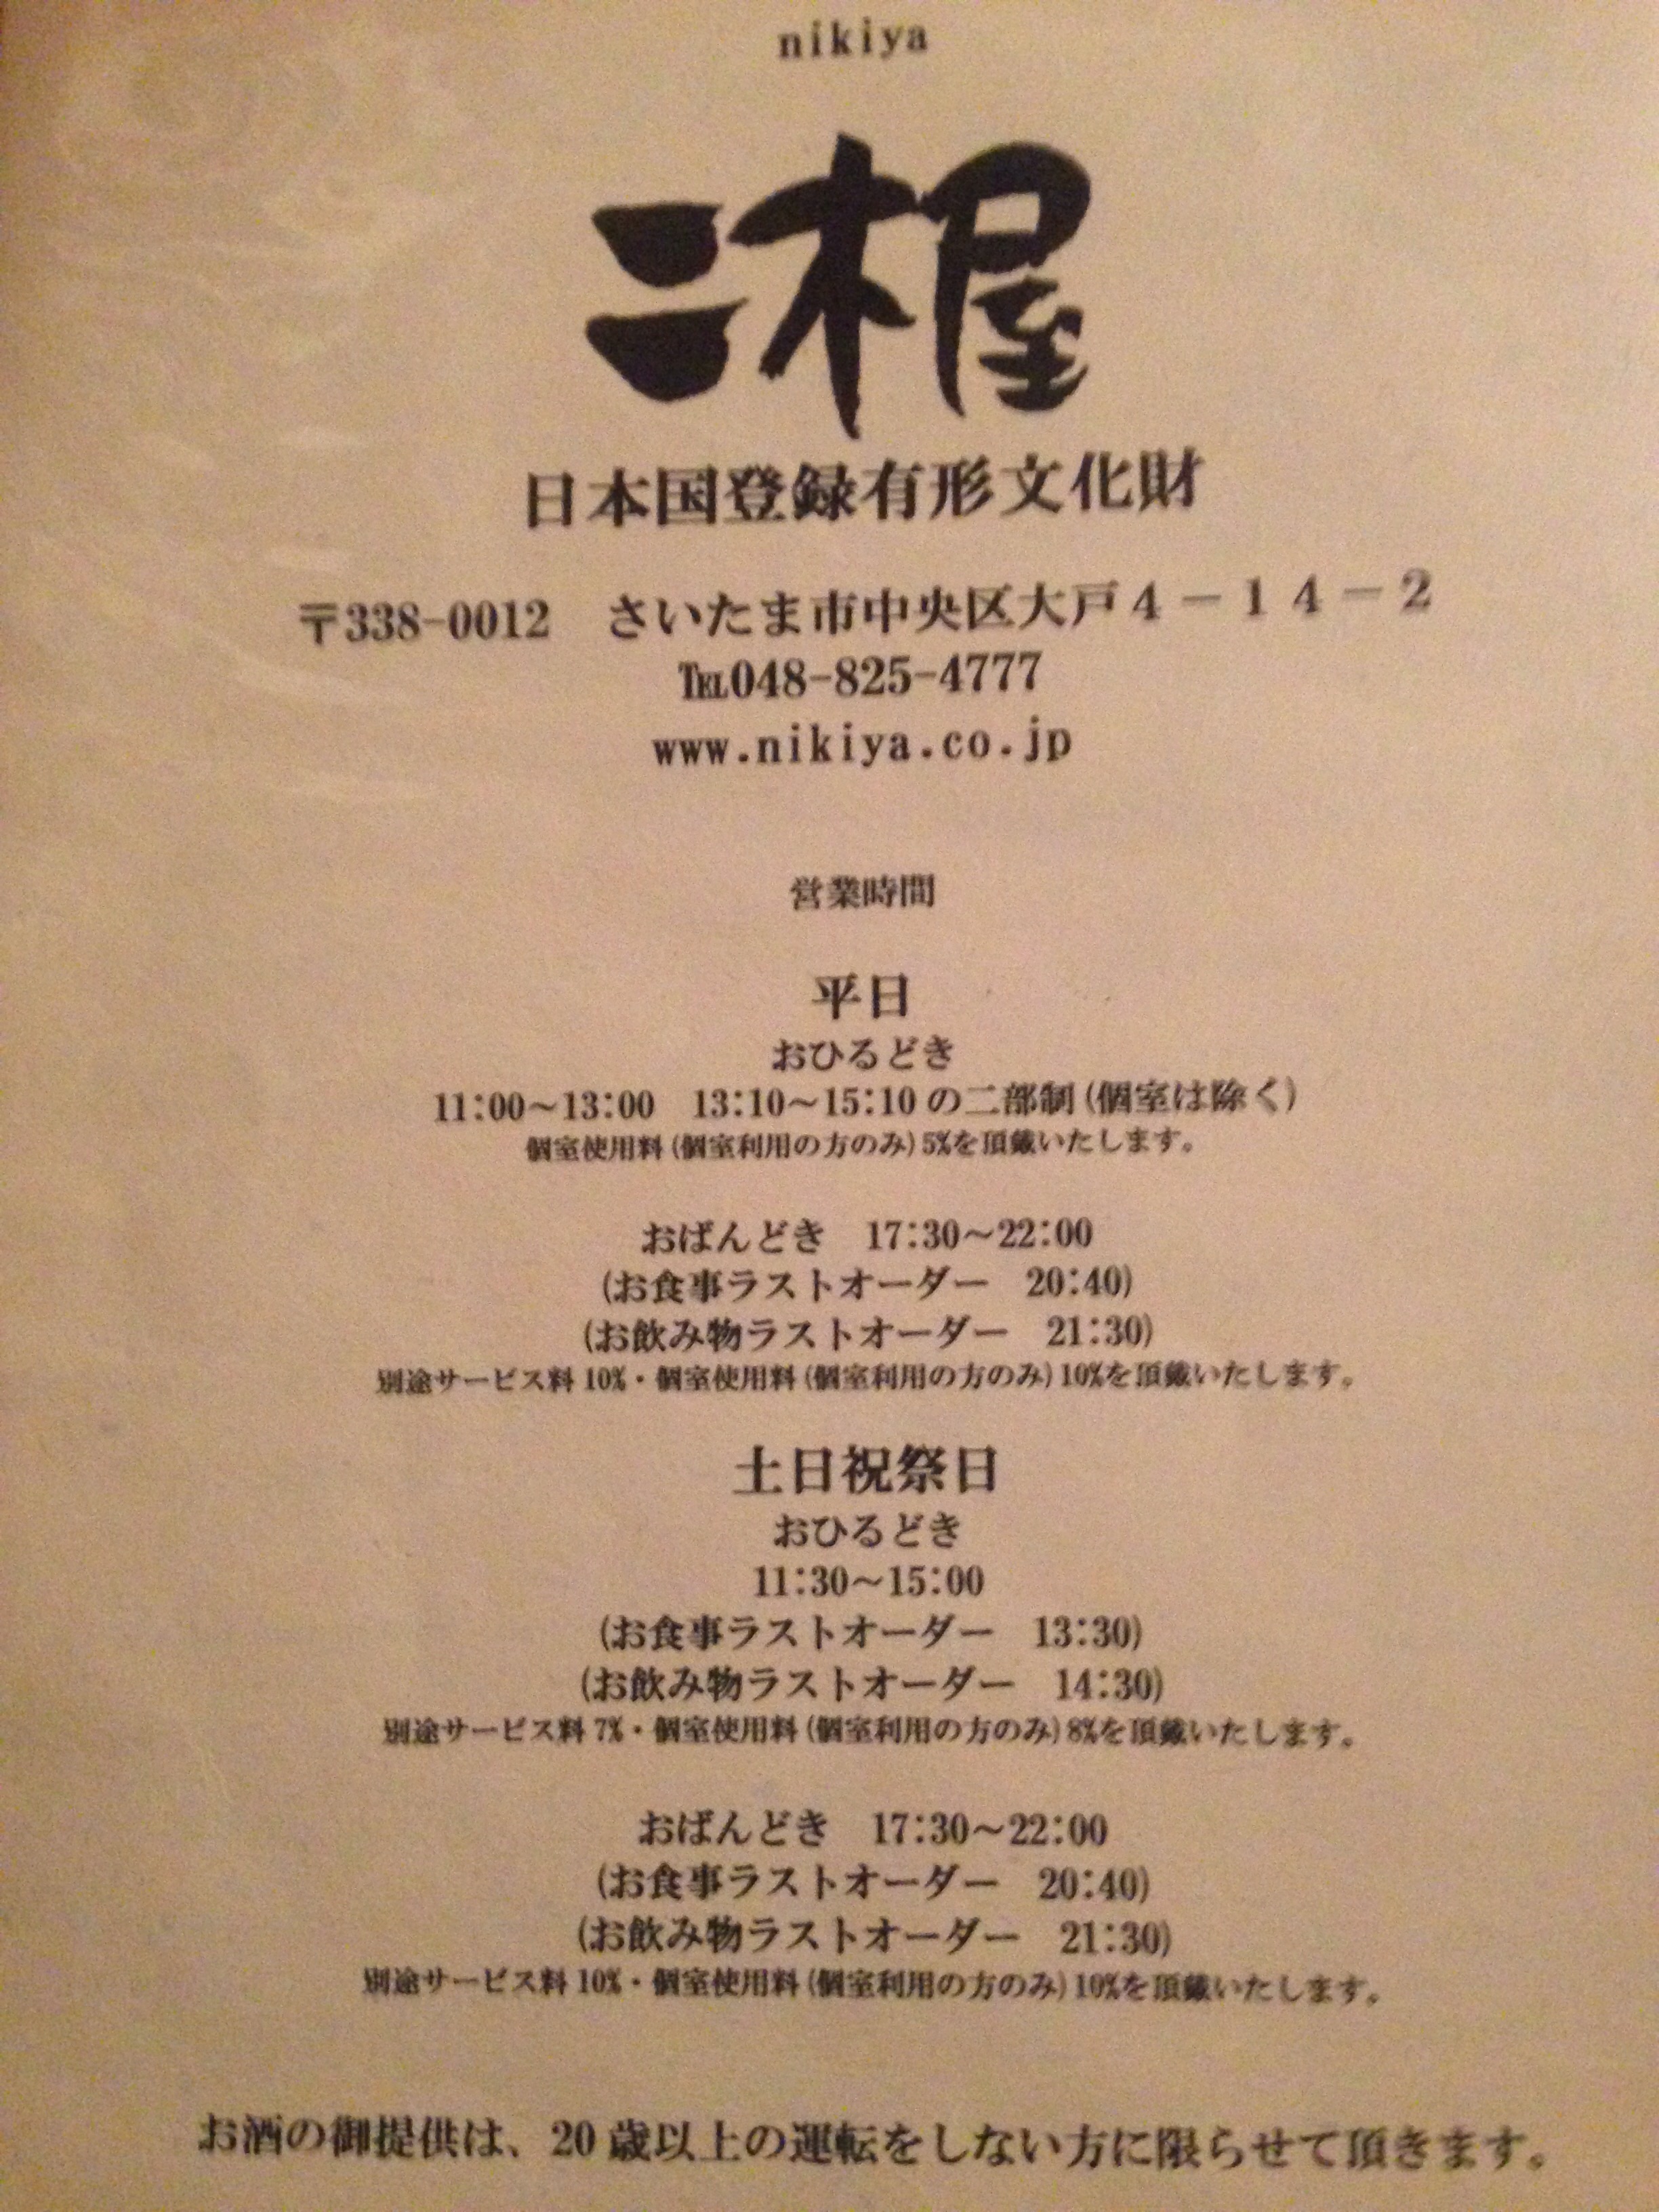 nikiya
二木屋
日本国登録有形文化財
〒338-0012　さいたま市中央区大戸４－１４－２
℡048-825-4777
www.nikiya.co.jp
営業時間
平日
おひるどき
11:00～13:00　13:10～15:10 の二部制(個室は除く)
個室使用料(個室利用の方のみ)5%を頂戴いたします。
おばんどき　17:30～22:00
(お食事ラストオーダー　20:40)
(お飲み物ラストオーダー　21:30)
別途サービス料 10%・個室使用料(個室利用の方のみ)10%を頂戴いたします。
土日祝祭日
おひるどき
11:30～15:00
(お食事ラストオーダー　13:30)
(お飲み物ラストオーダー　14:30)
別途サービス料 7%・個室使用料(個室利用の方のみ)8%を頂戴いたします。
おばんどき　17:30～22:00
(お食事ラストオーダー　20:40)
(お飲み物ラストオーダー　21:30)
別途サービス料 10%・個室使用料(個室利用の方のみ)10%を頂戴いたします。
お酒の御提供は、20 歳以上の運転をしない方に限らせて頂きます。